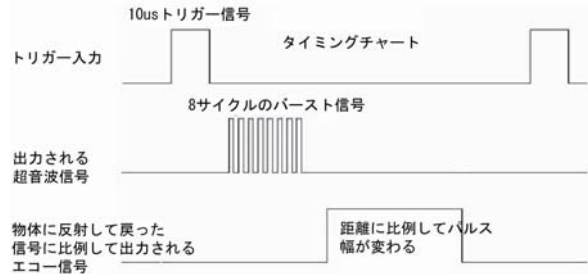 10usトリガー信号
タイミングチャート
トリガー入力
8サイクルのバースト信号
出力される
超音波信号
物体に反射して戻った
信号に比例して出力される
エコー信号
距離に比例してパルス
幅が変わる